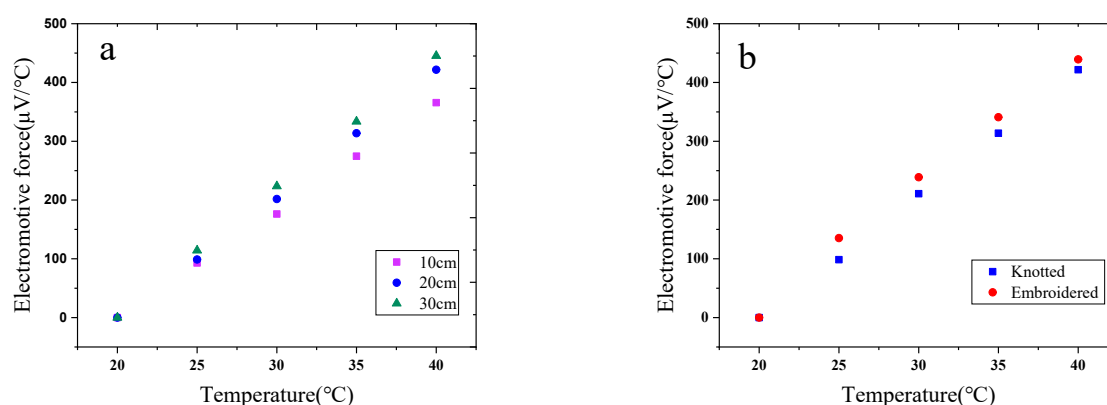 a
Electromotive force(μV/℃)
500
400
300
200
100
0
10cm
20cm
30cm
20
25
30
35
40
Temperature(℃)
b
Electromotive force(μV/℃)
500
400
300
200
100
0
Knotted
Embroidered
20
25
30
35
40
Temperature(℃)